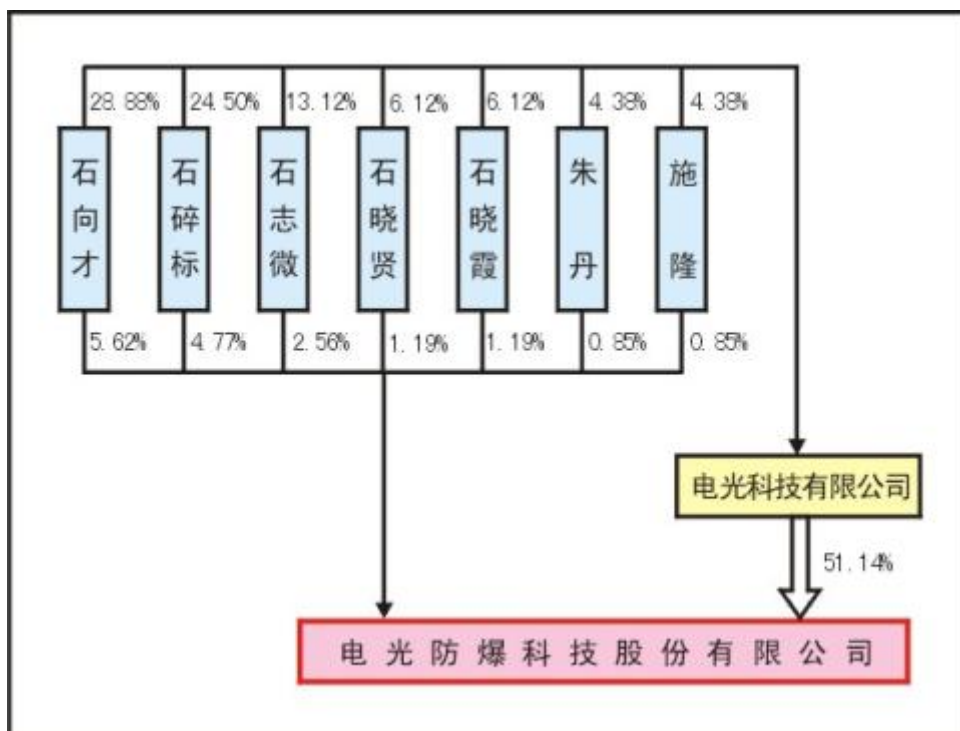 28.88% 24.50% 13.12% 6.12% 6.12% 4.38% 4.38%
石向才
石碎标
石志微
石晓贤
石晓霞
朱丹
施隆
5.62% 4.77% 2.56% 1.19% 1.19% 0.85% 0.85%
电光科技有限公司
51.14%
电光防爆科技股份有限公司